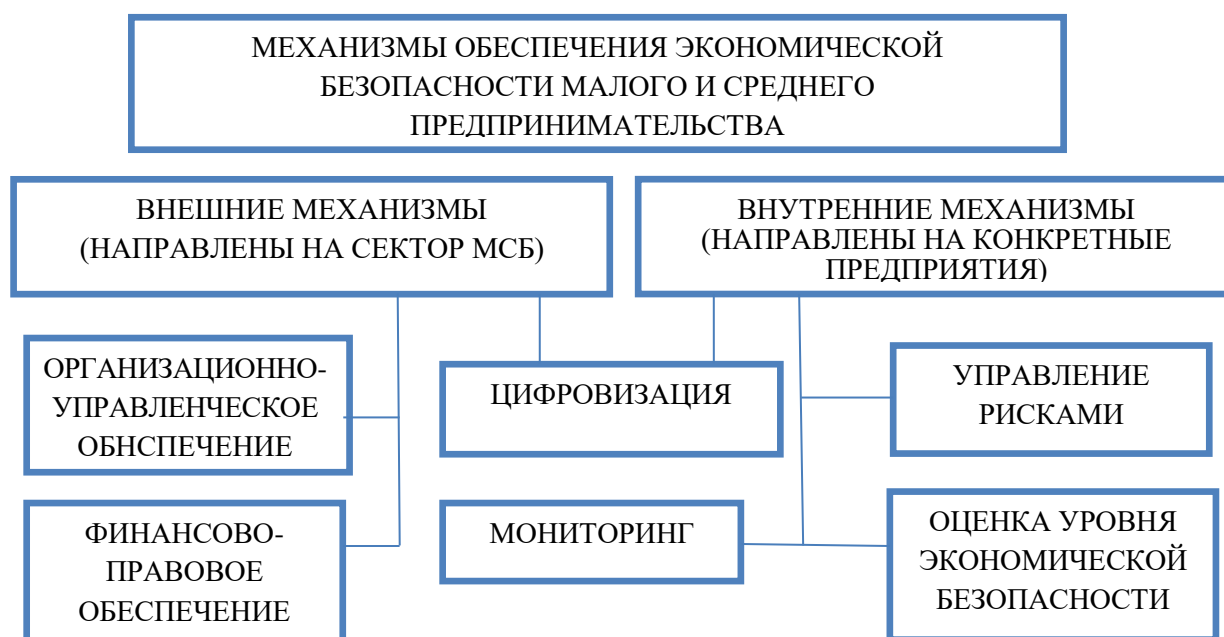 МЕХАНИЗМЫ ОБЕСПЕЧЕНИЯ ЭКОНОМИЧЕСКОЙ
БЕЗОПАСНОСТИ МАЛОГО И СРЕДНЕГО
ПРЕДПРИНИМАТЕЛЬСТВА
ВНЕШНИЕ МЕХАНИЗМЫ
(НАПРАВЛЕНЫ НА СЕКТОР МСБ)
ВНУТРЕННИЕ МЕХАНИЗМЫ
(НАПРАВЛЕНЫ НА КОНКРЕТНЫЕ
ПРЕДПРИЯТИЯ)
ОРГАНИЗАЦИОННО-
УПРАВЛЕНЧЕСКОЕ
ОБНСПЕЧЕНИЕ
ЦИФРОВИЗАЦИЯ
УПРАВЛЕНИЕ
РИСКАМИ
ФИНАНСОВО-
ПРАВОВОЕ
ОБЕСПЕЧЕНИЕ
МОНИТОРИНГ
ОЦЕНКА УРОВНЯ
ЭКОНОМИЧЕСКОЙ
БЕЗОПАСНОСТИ